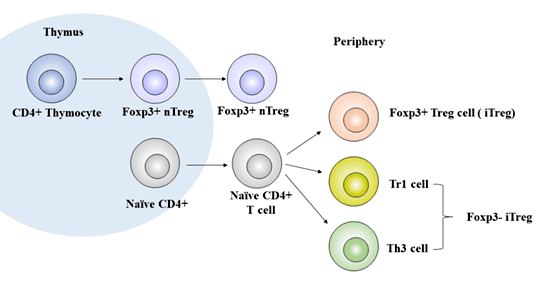 Thymus
Periphery
CD4+ Thymocyte
Foxp3+ nTreg
Foxp3+ nTreg
Foxp3+ Treg cell ( iTreg)
Naïve CD4+
Naïve CD4+
T cell
Tr1 cell
Foxp3- iTreg
Th3 cell